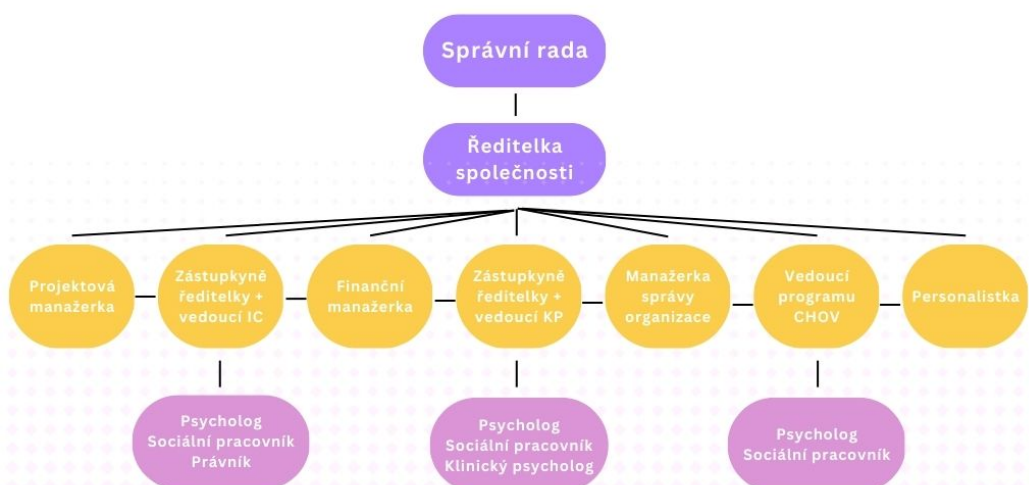 Správní rada
Ředitelka
společnosti
Projektová
manažerka
Zástupkyně
ředitelky +
vedoucí IC
Finanční
manažerka
Zástupkyně
ředitelky +
vedoucí KP
Manažerka
správy
organizace
Vedoucí
programu
CHOV
Personalistka
Psycholog
Sociální pracovník
Právník
Psycholog
Sociální pracovník
Klinický psycholog
Psycholog
Sociální pracovník